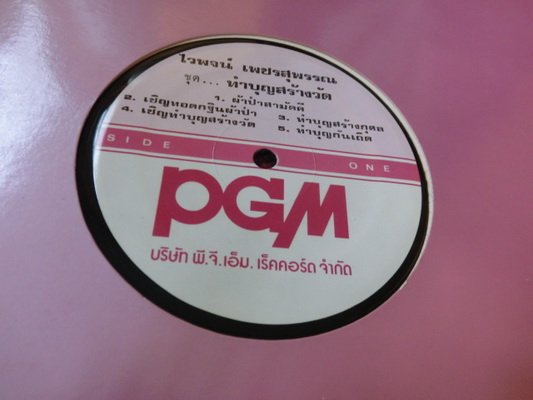 ไวพจน์ เพชรสุพรรณ
ชุด... ทำบุญสร้างวัด
๑. ผ้าป่าสามัคคี
๒. เชิญทอดกฐินผ้าป่า ๓. ทำบุญสร้างกุศล
๔. เชิญทำบุญสร้างวัด ๕. ทำบุญกันเถิด
SIDE ONE
PGM
บริษัท พี.จี.เอ็ม. เร็คคอร์ด จำกัด